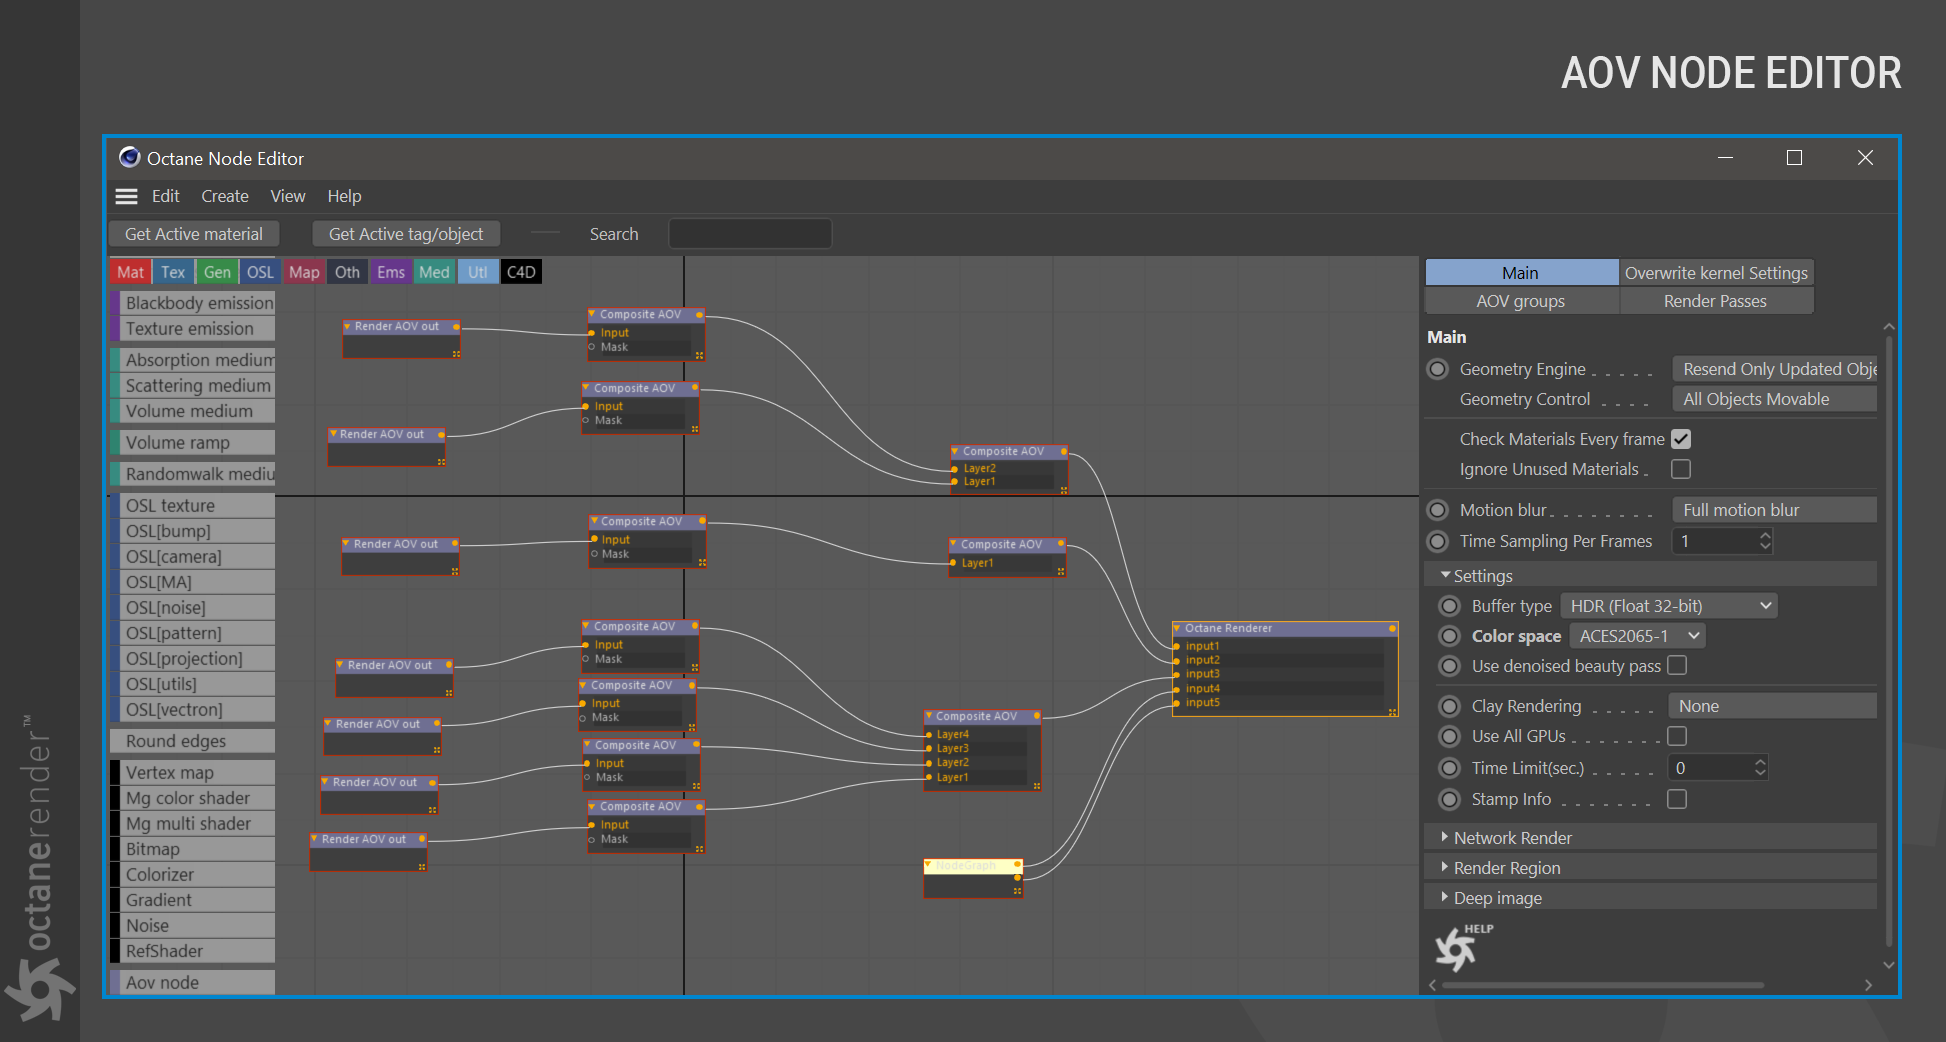 AOV NODE EDITOR
Octane Node Editor
Edit Create View Help
Get Active material Get Active tag/object Search
Mat Tex Gen OSL Map Oth Ems Med Utl C4D
Blackbody emission
Texture emission
Absorption medium
Scattering medium
Volume medium
Volume ramp
Randomwalk mediu
OSL texture
OSL[bump]
OSL[camera]
OSL[MA]
OSL[noise]
OSL[pattern]
OSL[projection]
OSL[utils]
OSL[vectron]
Round edges
Vertex map
Mg color shader
Mg multi shader
Bitmap
Colorizer
Gradient
Noise
RefShader
Aov node
Render AOV out
Render AOV out
Render AOV out
Render AOV out
Render AOV out
Render AOV out
Render AOV out
Composite AOV
Input
Mask
Composite AOV
Input
Mask
Composite AOV
Input
Mask
Composite AOV
Input
Mask
Composite AOV
Input
Mask
Composite AOV
Input
Mask
Composite AOV
Input
Mask
Composite AOV
Layer2
Layer1
Composite AOV
Layer1
Composite AOV
Layer4
Layer3
Layer2
Layer1
NodeGraph
Octane Renderer
input1
input2
input3
input4
input5
Main Overwrite kernel Settings
AOV groups Render Passes
Main
Geometry Engine . . . . . Resend Only Updated Obje
Geometry Control . . . . All Objects Movable
Check Materials Every frame
Ignore Unused Materials .
Motion blur. . . . . . . . Full motion blur
Time Sampling Per Frames 1
Settings
Buffer type HDR (Float 32-bit)
Color space ACES2065-1
Use denoised beauty pass
Clay Rendering . . . . . None
Use All GPUs . . . . . . .
Time Limit(sec.) . . . . . 0
Stamp Info . . . . . . .
Network Render
Render Region
Deep image
HELP
octanerender™